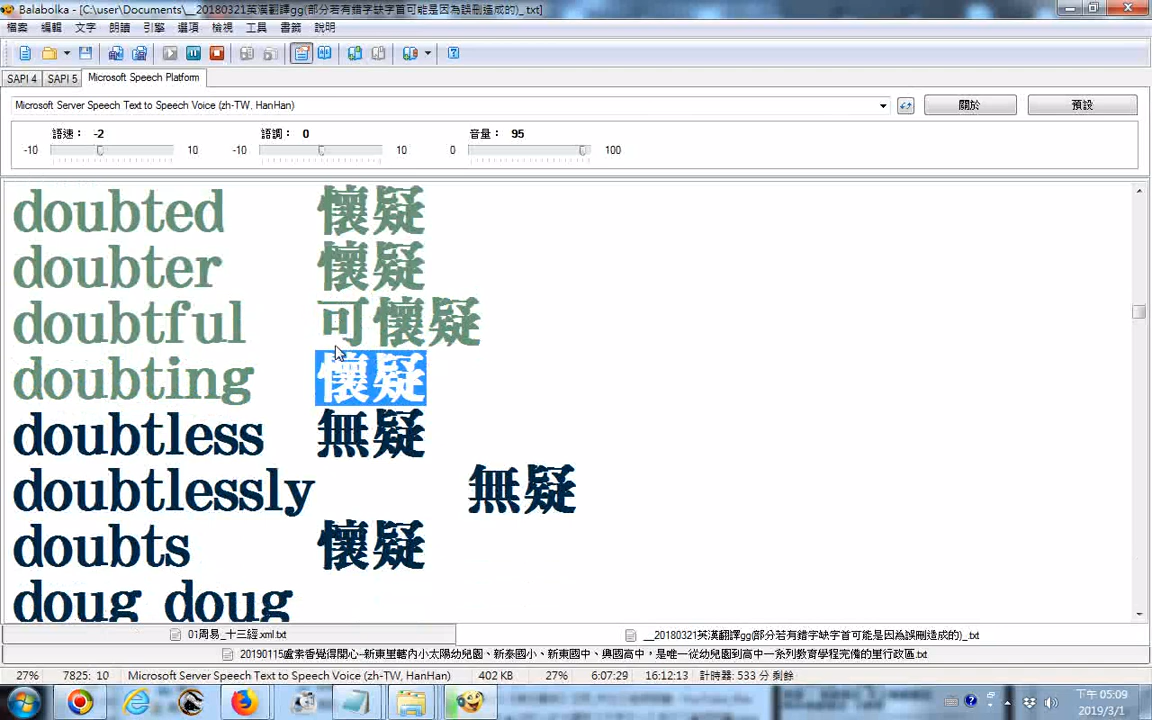 Balabolka - [C:\user\Documents\__20180321英漢翻譯gg(部分若有錯字缺字首可能是因為誤刪造成的)_.txt]
檔案 編輯 文字 朗讀 引擎 選項 檢視 工具 書籤 說明
SAPI 4 SAPI 5 Microsoft Speech Platform
Microsoft Server Speech Text to Speech Voice (zh-TW, HanHan) 關於 預設
語速： -2 語調： 0 音量： 95
-10 10 -10 10 0 100
doubted 懷疑
doubter 懷疑
doubtful 可懷疑
doubting 懷疑
doubtless 無疑
doubtlessly 無疑
doubts 懷疑
doug doug
01周易_十三經.xml.txt __20180321英漢翻譯gg(部分若有錯字缺字首可能是因為誤刪造成的)_.txt
20190115盧素香覺得開心--新東里轄內小太陽幼兒園、新泰國小、新東國中、興國高中，是唯一從幼兒園到高中一系列教育學程完備的里行政區.txt
27% 7825: 10 Microsoft Server Speech Text to Speech Voice (zh-TW, HanHan) 402 KB 27% 6:07:29 16:12:13 計時器: 533 分 剩餘
下午 05:09
2019/3/1